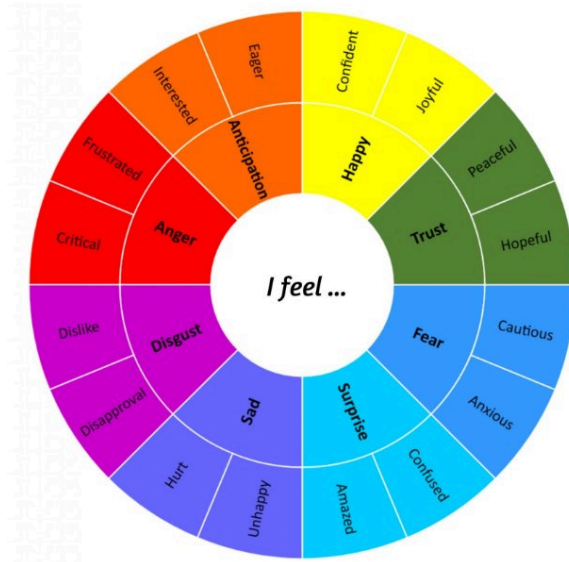 I feel ...
Happy
Confident
Joyful
Trust
Peaceful
Hopeful
Fear
Cautious
Anxious
Surprise
Confused
Amazed
Sad
Unhappy
Hurt
Disgust
Disapproval
Dislike
Anger
Critical
Frustrated
Anticipation
Interested
Eager